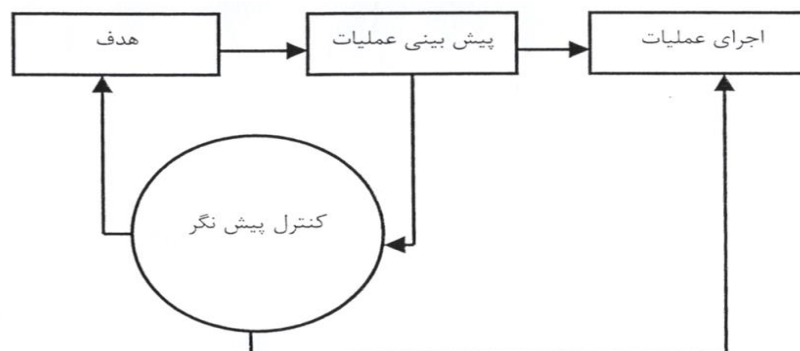 هدف
پیش بینی عملیات
اجرای عملیات
کنترل پیش نگر